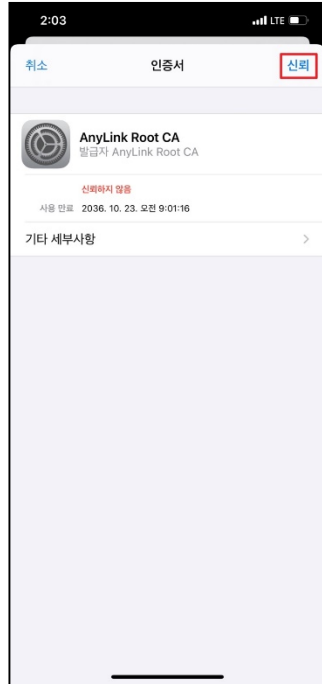 2:03
LTE
취소
인증서
신뢰
AnyLink Root CA
발급자 AnyLink Root CA
신뢰하지 않음
사용 만료 2036. 10. 23. 오전 9:01:16
기타 세부사항